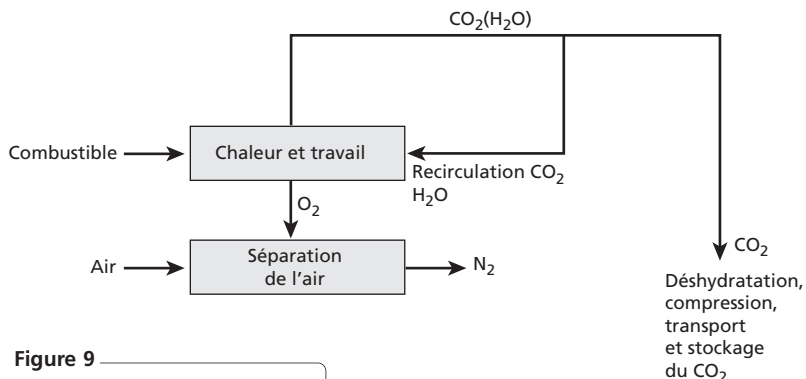 CO₂(H₂O)
Combustible
Chaleur et travail
Recirculation CO₂
H₂O
O₂
Air
Séparation
de l'air
N₂
CO₂
Déshydratation,
compression,
transport
et stockage
du CO₂
Figure 9